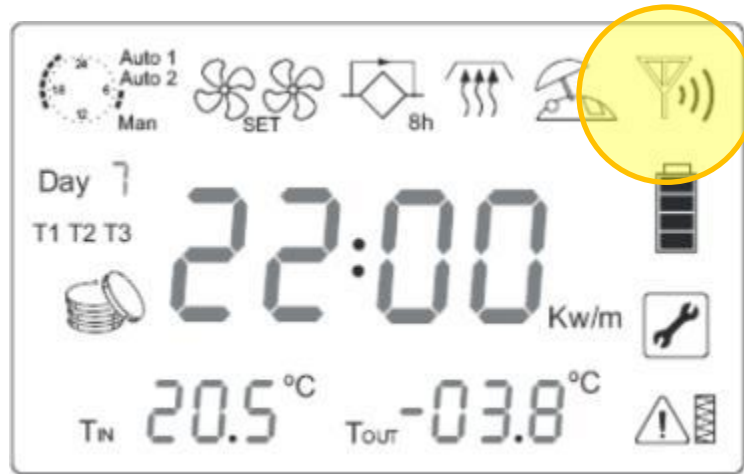 24
Auto 1
18 6 Auto 2
12 Man
SET
8h
Day 7
T1 T2 T3
22:00
Kw/m
TIN 20.5 °C
TOUT -03.8 °C